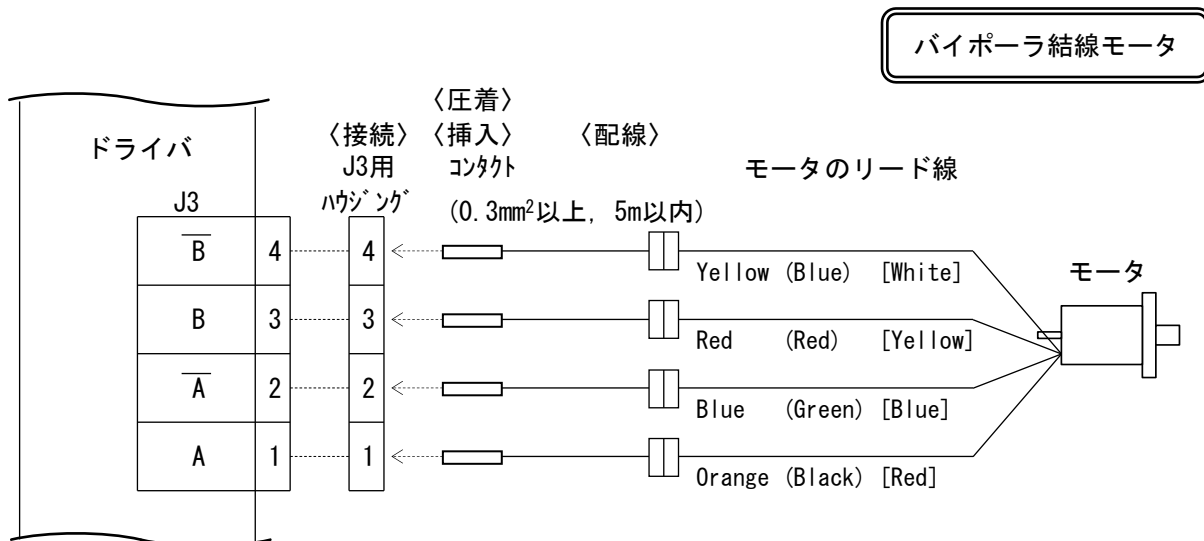 バイポーラ結線モータ
〈圧着〉
ドライバ 〈接続〉 〈挿入〉 〈配線〉
J3用 ｺﾝﾀｸﾄ モータのリード線
J3 ﾊｳｼﾞﾝｸﾞ (0.3mm²以上, 5m以内)
B̅ 4 4
Yellow (Blue) [White] モータ
B 3 3
Red (Red) [Yellow]
A̅ 2 2
Blue (Green) [Blue]
A 1 1
Orange (Black) [Red]